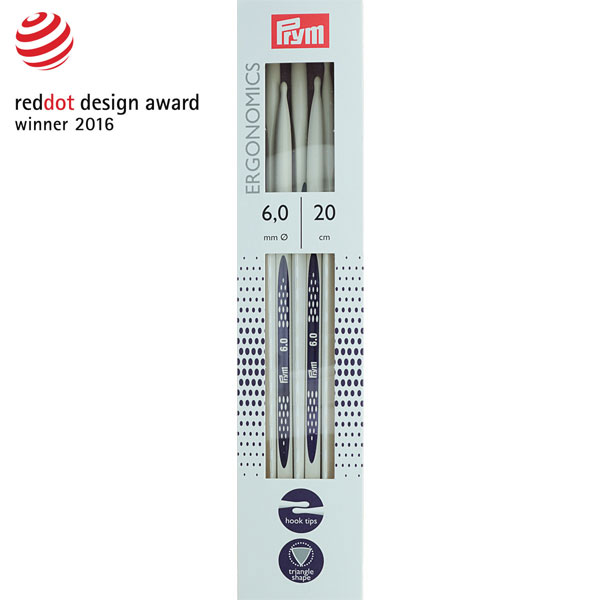 reddot design award
winner 2016
Prym
ERGONOMICS
6,0
mm Ø
20
cm
6.0
Prym
6.0
Prym
hook tips
triangle
shape